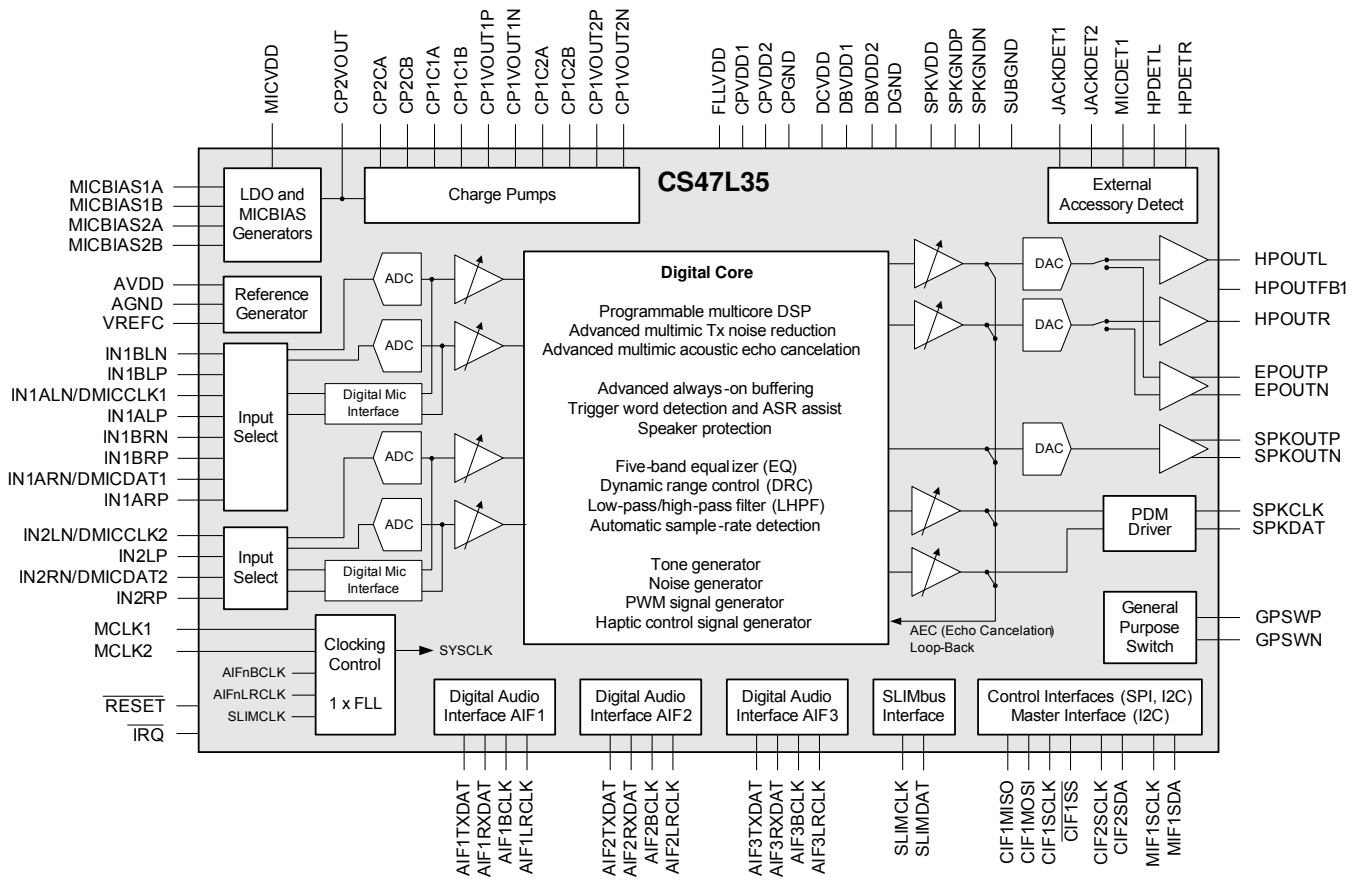 MICVDD
CP2VOUT
CP2CA
CP2CB
CP1C1A
CP1C1B
CP1VOUT1P
CP1VOUT1N
CP1C2A
CP1C2B
CP1VOUT2P
CP1VOUT2N
FLLVDD
CPVDD1
CPVDD2
CPGND
DCVDD
DBVDD1
DBVDD2
DGND
SPKVDD
SPKGNDP
SPKGNDN
SUBGND
JACKDET1
JACKDET2
MICDET1
HPDETL
HPDETR
CS47L35
MICBIAS1A
MICBIAS1B
MICBIAS2A
MICBIAS2B
LDO and
MICBIAS
Generators
Charge Pumps
External
Accessory Detect
AVDD
AGND
VREFC
Reference
Generator
IN1BLN
IN1BLP
IN1ALN/DMICCLK1
IN1ALP
IN1BRN
IN1BRP
IN1ARN/DMICDAT1
IN1ARP
Input
Select
ADC
ADC
Digital Mic
Interface
IN2LN/DMICCLK2
IN2LP
IN2RN/DMICDAT2
IN2RP
Input
Select
ADC
ADC
Digital Mic
Interface
Digital Core
Programmable multicore DSP
Advanced multimic Tx noise reduction
Advanced multimic acoustic echo cancelation
Advanced always-on buffering
Trigger word detection and ASR assist
Speaker protection
Five-band equalizer (EQ)
Dynamic range control (DRC)
Low-pass/high-pass filter (LHPF)
Automatic sample-rate detection
Tone generator
Noise generator
PWM signal generator
Haptic control signal generator
DAC
DAC
DAC
HPOUTL
HPOUTFB1
HPOUTR
EPOUTP
EPOUTN
SPKOUTP
SPKOUTN
PDM
Driver
SPKCLK
SPKDAT
General
Purpose
Switch
GPSWP
GPSWN
AEC (Echo Cancelation)
Loop-Back
MCLK1
MCLK2
AIFnBCLK
AIFnLRCLK
SLIMCLK
Clocking
Control
1 x FLL
SYSCLK
RESET
IRQ
Digital Audio
Interface AIF1
Digital Audio
Interface AIF2
Digital Audio
Interface AIF3
SLIMbus
Interface
Control Interfaces (SPI, I2C)
Master Interface (I2C)
AIF1TXDAT
AIF1RXDAT
AIF1BCLK
AIF1LRCLK
AIF2TXDAT
AIF2RXDAT
AIF2BCLK
AIF2LRCLK
AIF3TXDAT
AIF3RXDAT
AIF3BCLK
AIF3LRCLK
SLIMCLK
SLIMDAT
CIF1MISO
CIF1MOSI
CIF1SCLK
CIF1SS
CIF2SCLK
CIF2SDA
MIF1SCLK
MIF1SDA